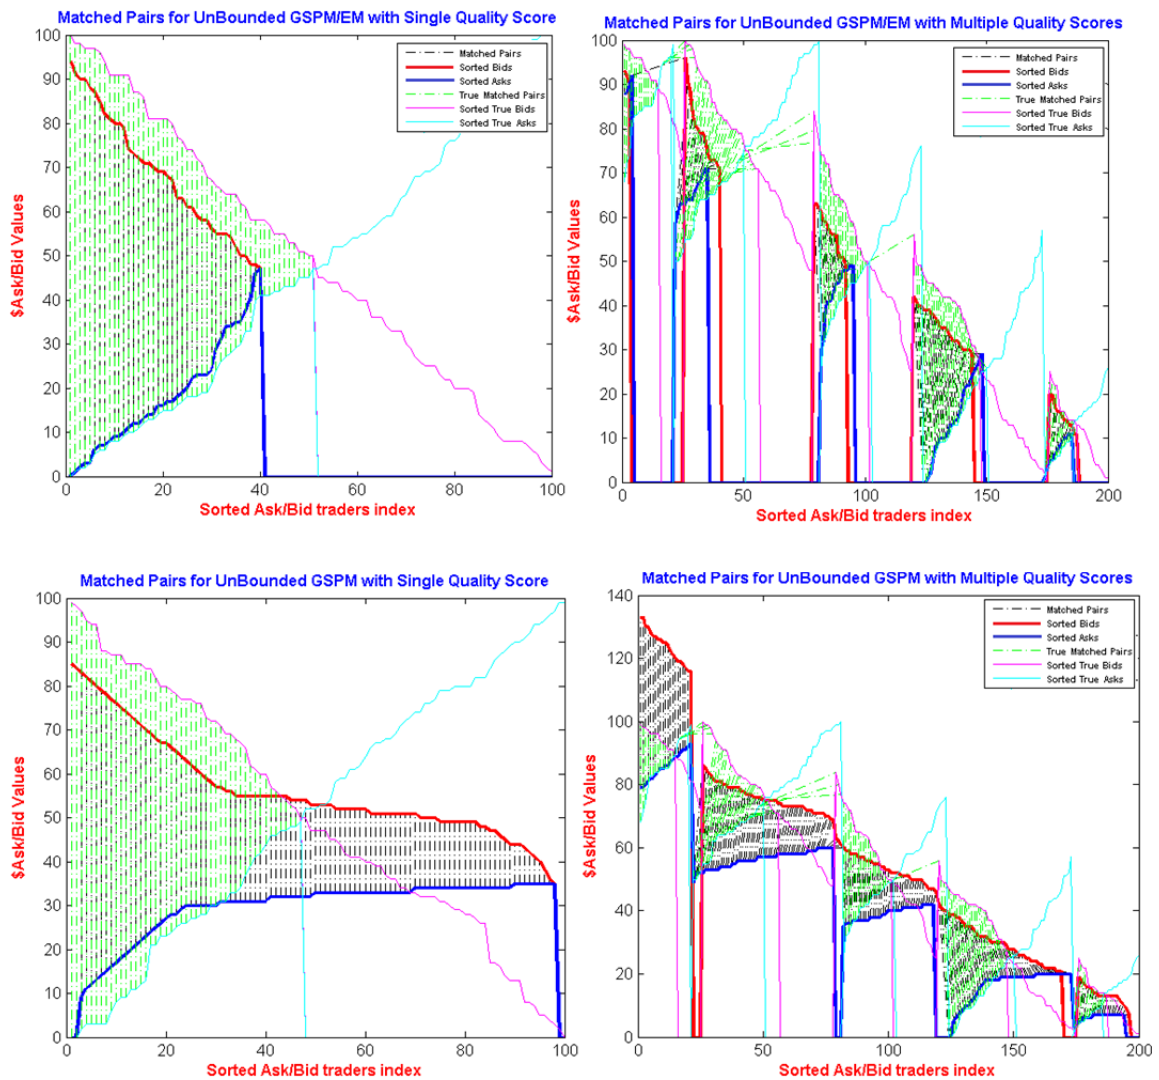 Matched Pairs for UnBounded GSPM/EM with Single Quality Score
100
90
80
70
60
50
40
30
20
10
0
$Ask/Bid Values
Matched Pairs
Sorted Bids
Sorted Asks
True Matched Pairs
Sorted True Bids
Sorted True Asks
0 20 40 60 80 100
Sorted Ask/Bid traders index
Matched Pairs for UnBounded GSPM/EM with Multiple Quality Scores
100
90
80
70
60
50
40
30
20
10
0
$Ask/Bid Values
Matched Pairs
Sorted Bids
Sorted Asks
True Matched Pairs
Sorted True Bids
Sorted True Asks
0 50 100 150 200
Sorted Ask/Bid traders index
Matched Pairs for UnBounded GSPM with Single Quality Score
100
90
80
70
60
50
40
30
20
10
0
$Ask/Bid Values
0 20 40 60 80 100
Sorted Ask/Bid traders index
Matched Pairs for UnBounded GSPM with Multiple Quality Scores
140
120
100
80
60
40
20
0
$Ask/Bid Values
Matched Pairs
Sorted Bids
Sorted Asks
True Matched Pairs
Sorted True Bids
Sorted True Asks
0 50 100 150 200
Sorted Ask/Bid traders index